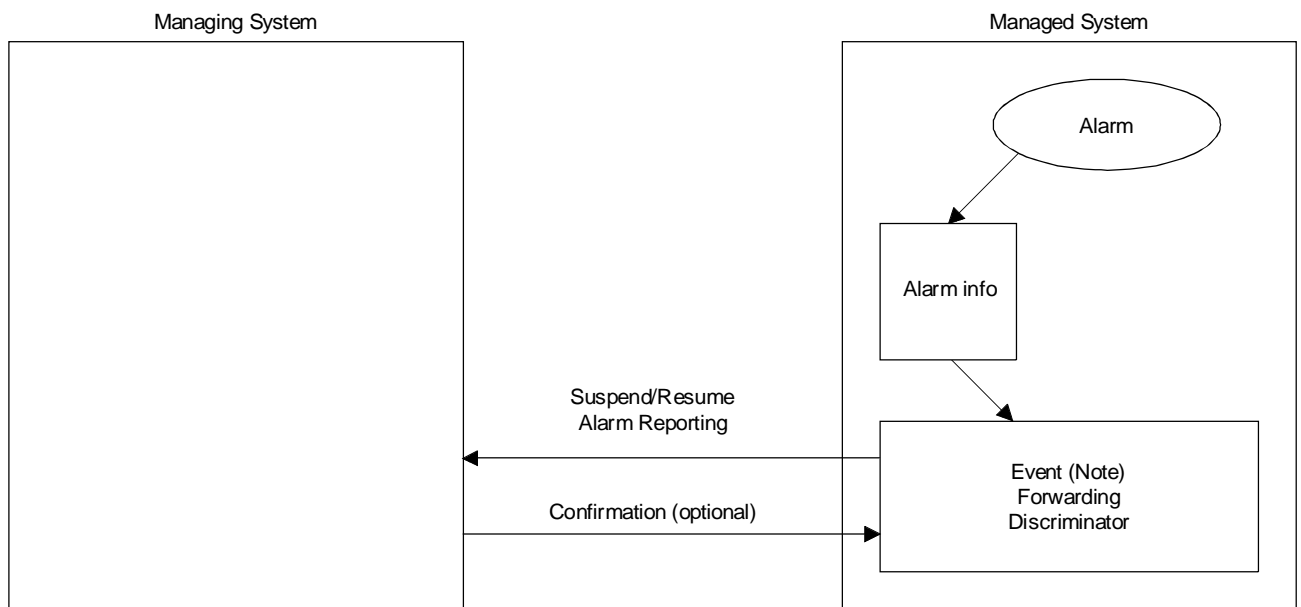 Managing System
Managed System
Alarm
Alarm info
Suspend/Resume
Alarm Reporting
Event (Note)
Forwarding
Discriminator
Confirmation (optional)